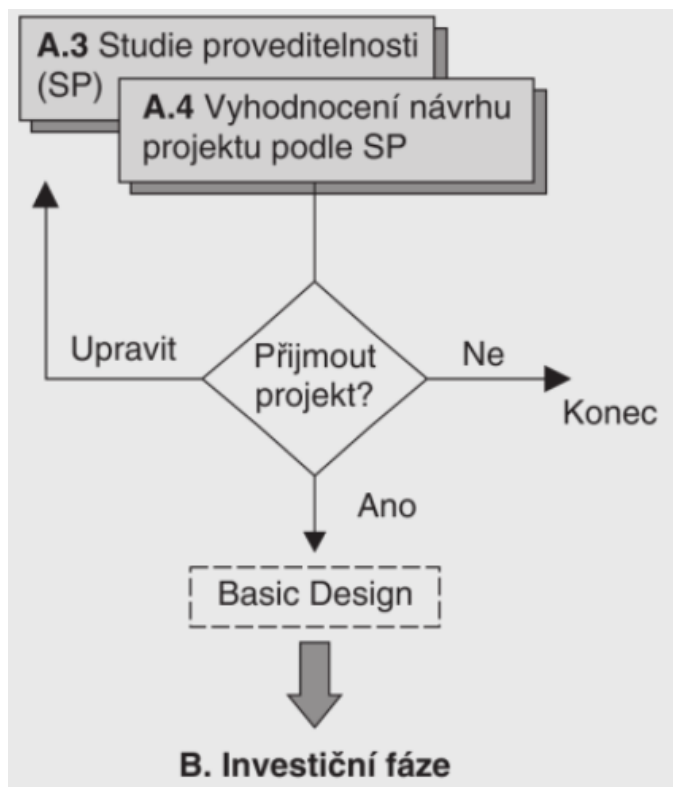 A.3 Studie proveditelnosti
(SP)
A.4 Vyhodnocení návrhu
projektu podle SP
Upravit
Přijmout
projekt?
Ne
Konec
Ano
Basic Design
B. Investiční fáze